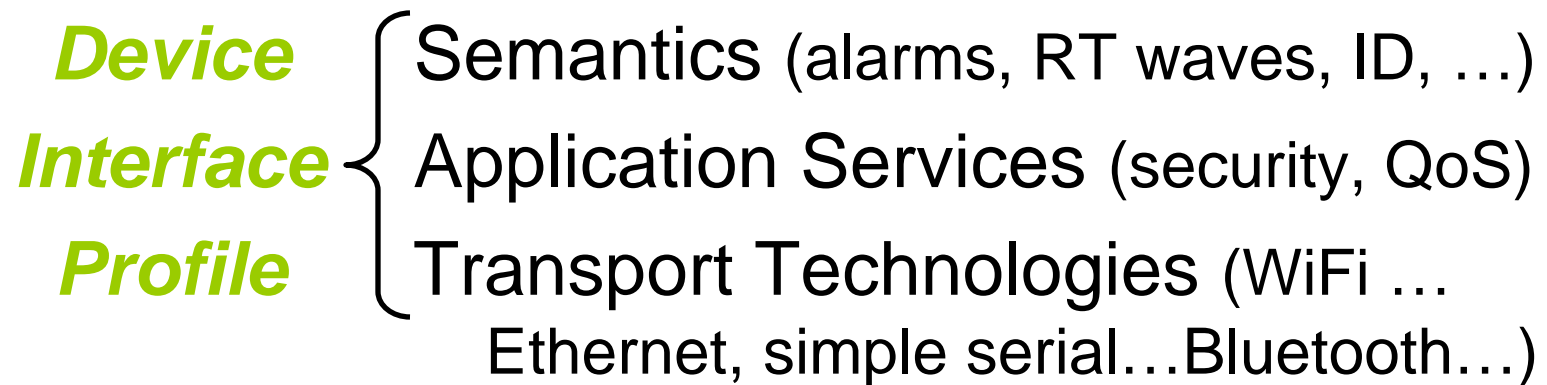 Device Semantics (alarms, RT waves, ID, …)
Interface Application Services (security, QoS)
Profile Transport Technologies (WiFi …
Ethernet, simple serial…Bluetooth…)